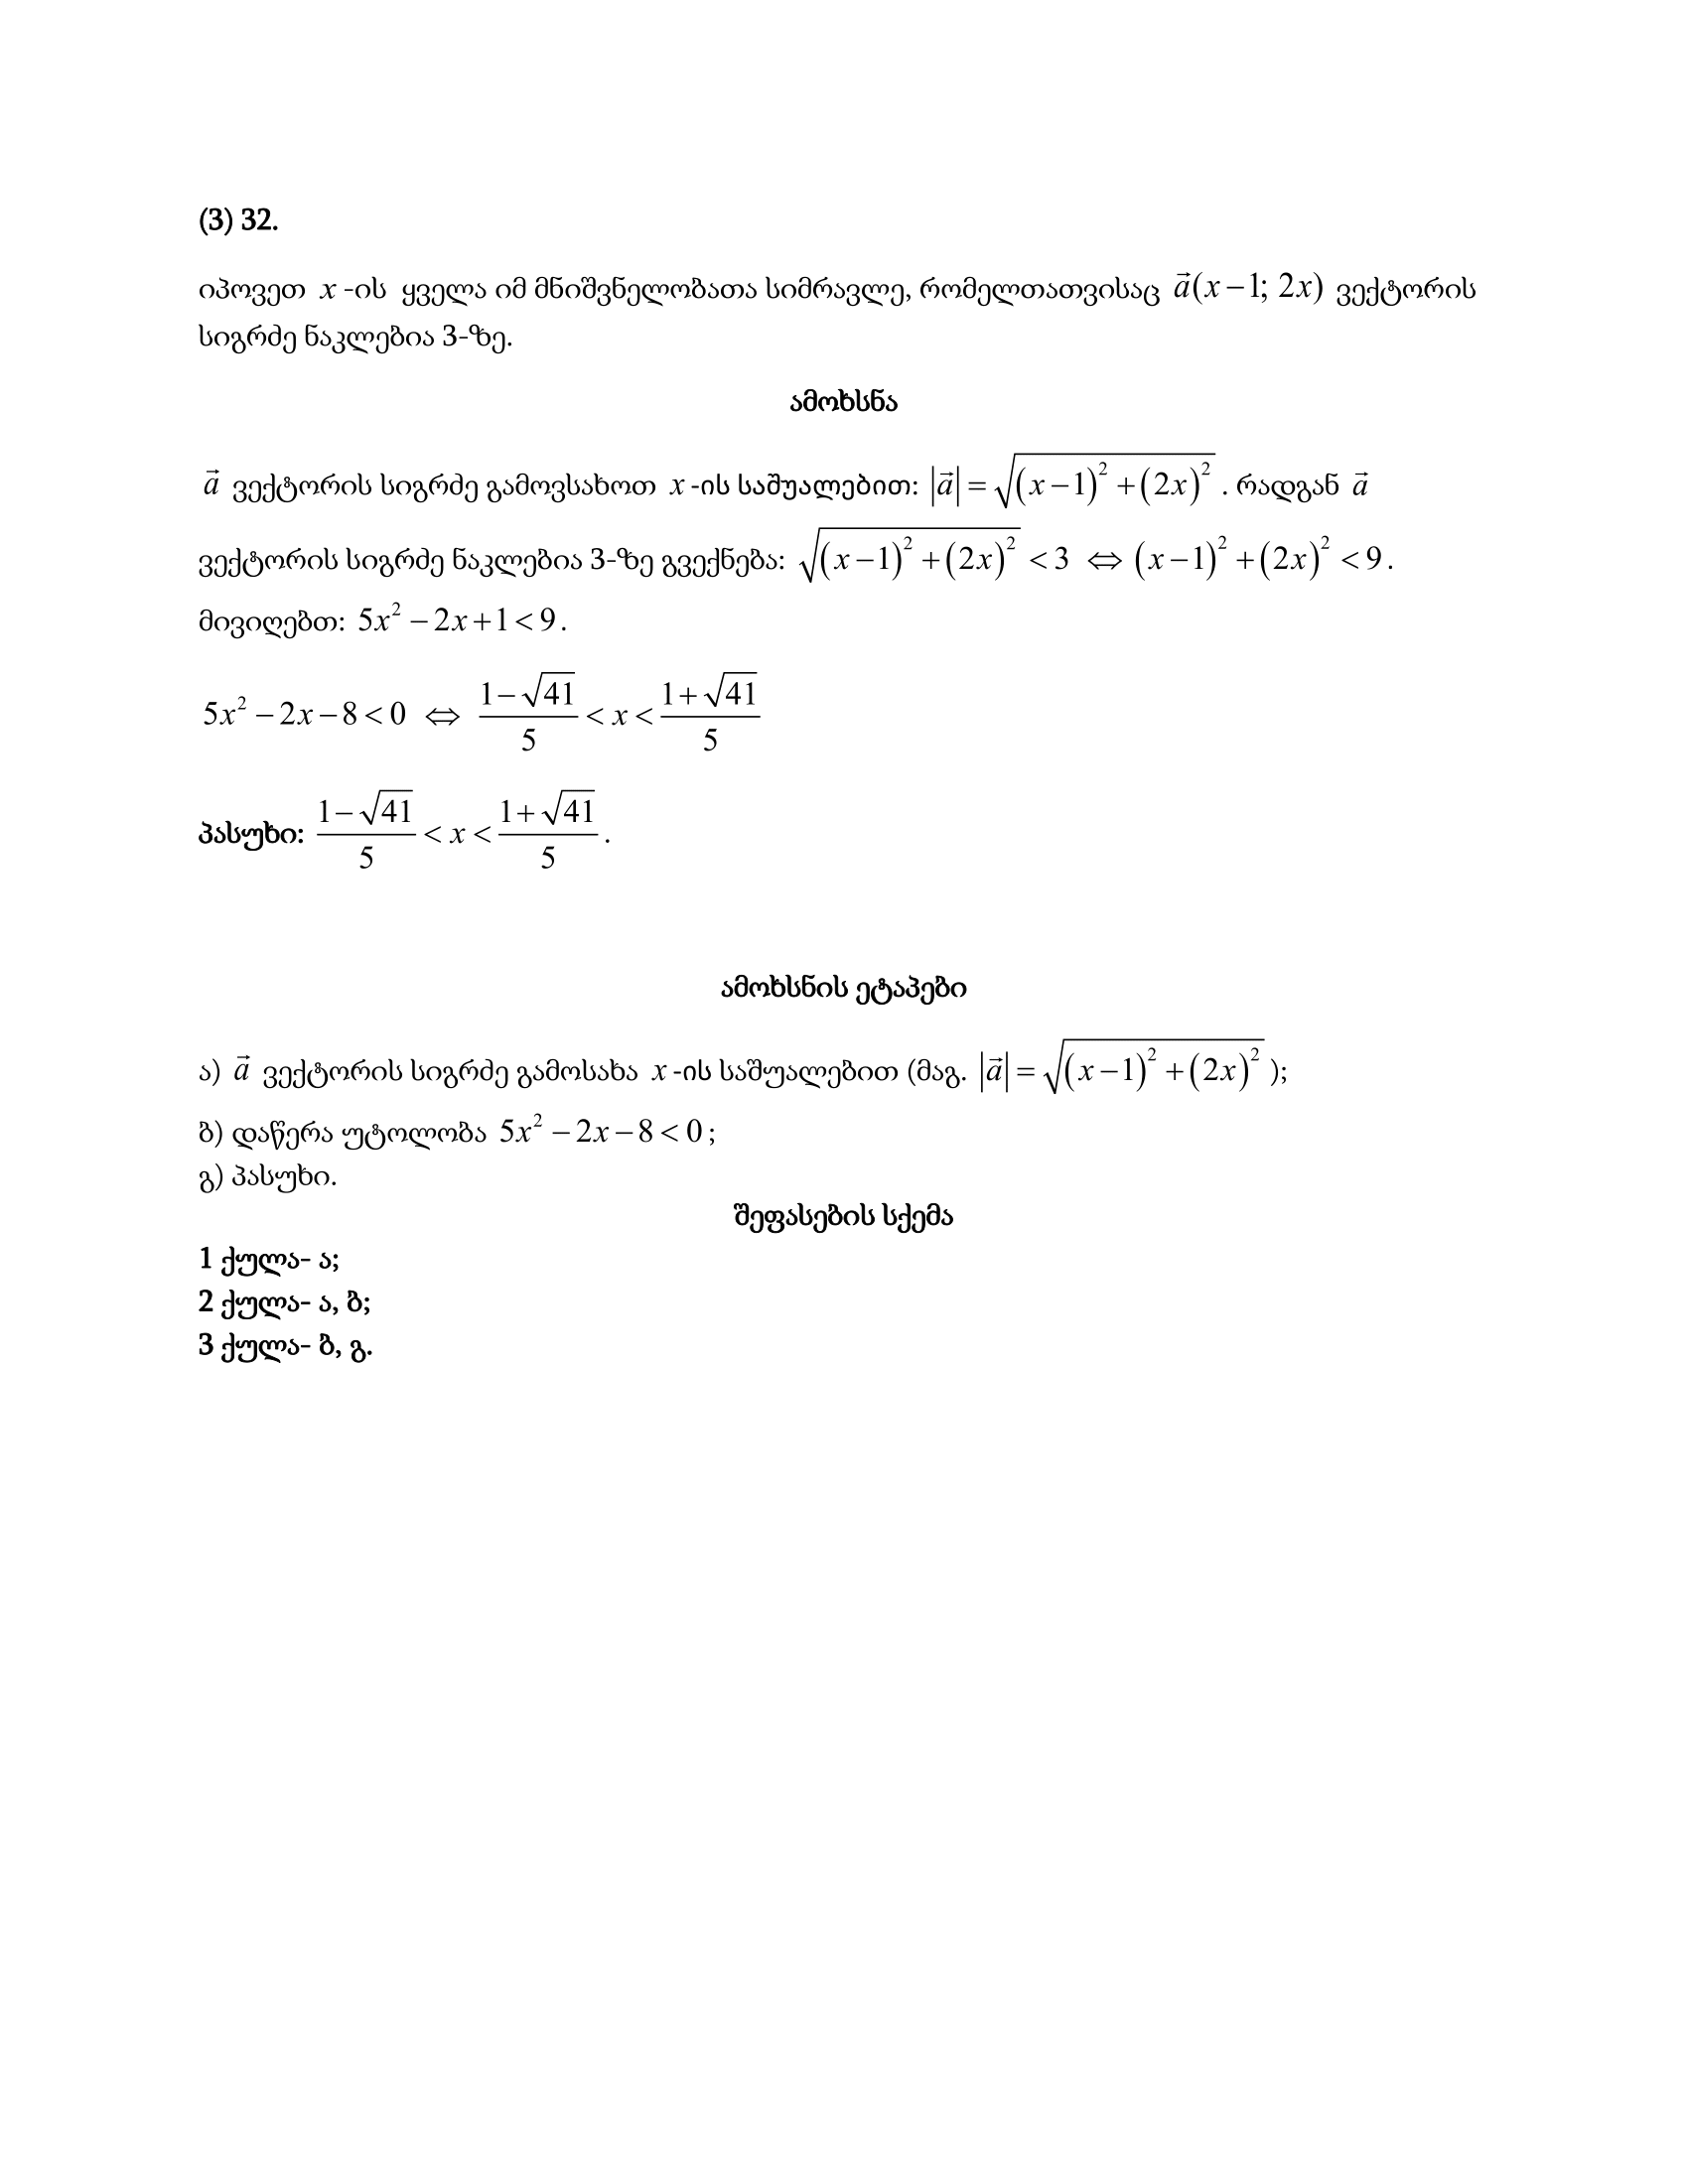 (3) 32.
იპოვეთ x -ის ყველა იმ მნიშვნელობათა სიმრავლე, რომელთათვისაც $\vec{a}(x-1; 2x)$ ვექტორის
სიგრძე ნაკლებია 3-ზე.
ამოხსნა
$\vec{a}$ ვექტორის სიგრძე გამოვსახოთ x -ის საშუალებით: $|\vec{a}| = \sqrt{(x-1)^2 + (2x)^2}$ . რადგან $\vec{a}$
ვექტორის სიგრძე ნაკლებია 3-ზე გვექნება: $\sqrt{(x-1)^2 + (2x)^2} < 3 \Leftrightarrow (x-1)^2 + (2x)^2 < 9$ .
მივიღებთ: $5x^2 - 2x + 1 < 9$ .
$5x^2 - 2x - 8 < 0 \Leftrightarrow \frac{1-\sqrt{41}}{5} < x < \frac{1+\sqrt{41}}{5}$
პასუხი: $\frac{1-\sqrt{41}}{5} < x < \frac{1+\sqrt{41}}{5}$ .
ამოხსნის ეტაპები
ა) $\vec{a}$ ვექტორის სიგრძე გამოსახა x -ის საშუალებით (მაგ. $|\vec{a}| = \sqrt{(x-1)^2 + (2x)^2}$ );
ბ) დაწერა უტოლობა $5x^2 - 2x - 8 < 0$ ;
გ) პასუხი.
შეფასების სქემა
1 ქულა- ა;
2 ქულა- ა, ბ;
3 ქულა- ბ, გ.